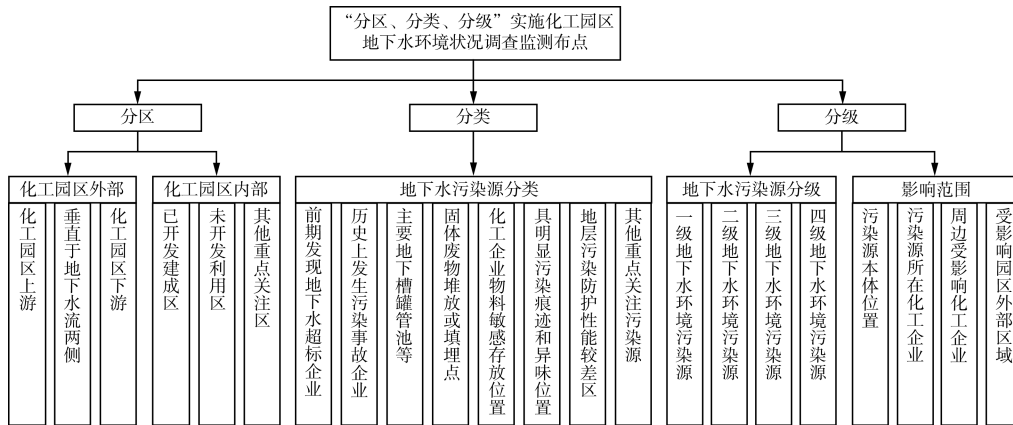 “分区、分类、分级”实施化工园区
地下水环境状况调查监测布点
分区
分类
分级
化工园区外部
化工园区内部
地下水污染源分类
地下水污染源分级
影响范围
化工园区上游
垂直于地下水流两侧
化工园区下游
已开发建成区
未开发利用区
其他重点关注区
前期发现地下水超标企业
历史上发生污染事故企业
主要地下槽罐管池等
固体废物堆放或填埋点
化工企业物料敏感存放位置
具明显污染痕迹和异味位置
地层污染防护性能较差区
其他重点关注污染源
一级地下水环境污染源
二级地下水环境污染源
三级地下水环境污染源
四级地下水环境污染源
污染源本体位置
污染源所在化工企业
周边受影响化工企业
受影响园区外部区域